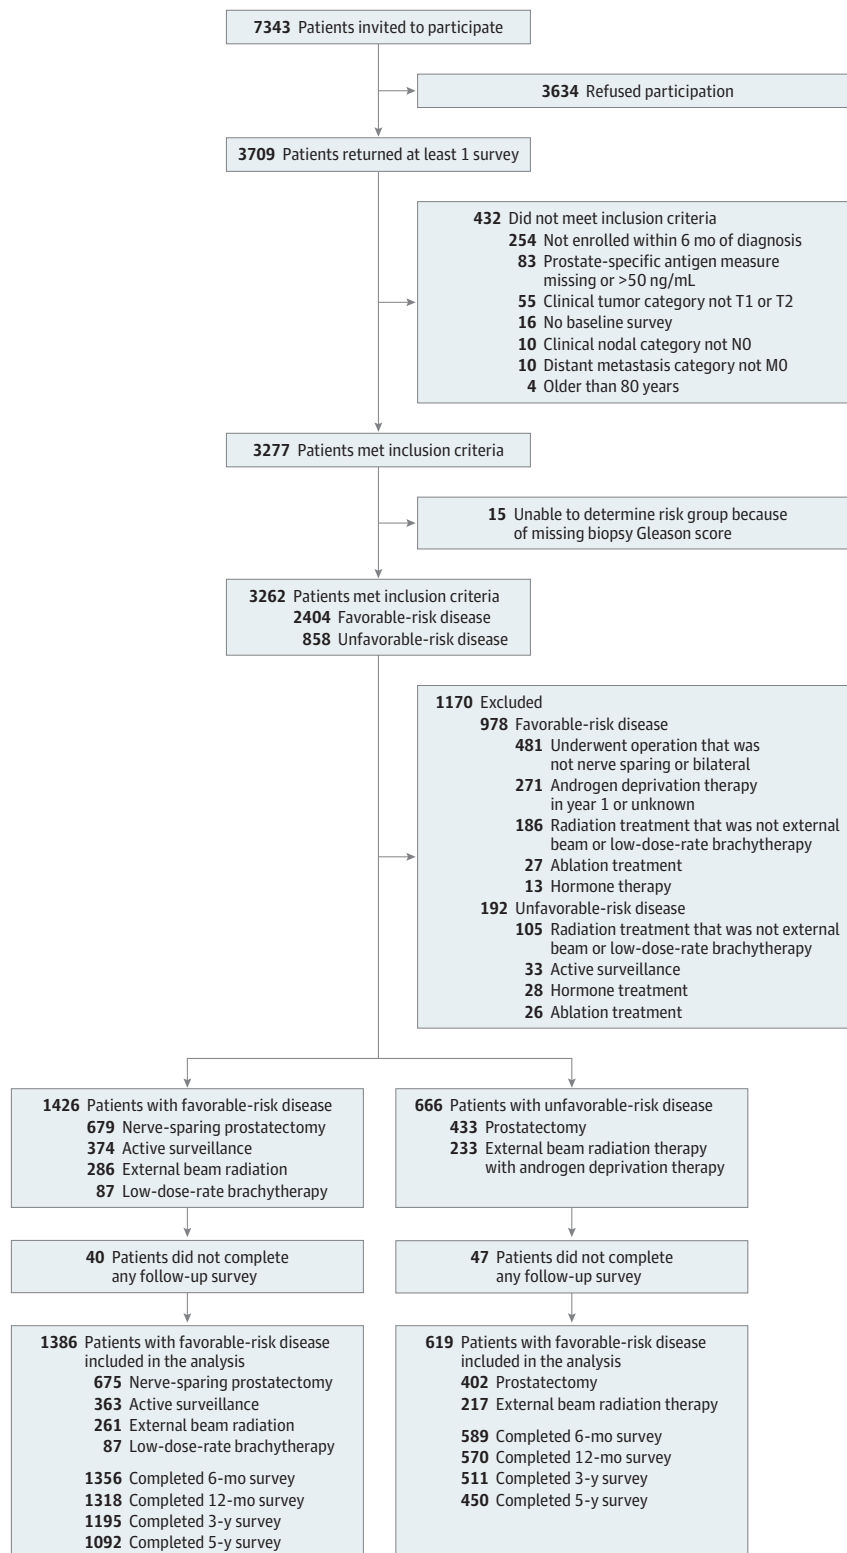 7343 Patients invited to participate
3634 Refused participation
3709 Patients returned at least 1 survey
432 Did not meet inclusion criteria
254 Not enrolled within 6 mo of diagnosis
83 Prostate-specific antigen measure
missing or >50 ng/mL
55 Clinical tumor category not T1 or T2
16 No baseline survey
10 Clinical nodal category not N0
10 Distant metastasis category not M0
4 Older than 80 years
3277 Patients met inclusion criteria
15 Unable to determine risk group because
of missing biopsy Gleason score
3262 Patients met inclusion criteria
2404 Favorable-risk disease
858 Unfavorable-risk disease
1170 Excluded
978 Favorable-risk disease
481 Underwent operation that was
not nerve sparing or bilateral
271 Androgen deprivation therapy
in year 1 or unknown
186 Radiation treatment that was not external
beam or low-dose-rate brachytherapy
27 Ablation treatment
13 Hormone therapy
192 Unfavorable-risk disease
105 Radiation treatment that was not external
beam or low-dose-rate brachytherapy
33 Active surveillance
28 Hormone treatment
26 Ablation treatment
1426 Patients with favorable-risk disease
679 Nerve-sparing prostatectomy
374 Active surveillance
286 External beam radiation
87 Low-dose-rate brachytherapy
666 Patients with unfavorable-risk disease
433 Prostatectomy
233 External beam radiation therapy
with androgen deprivation therapy
40 Patients did not complete
any follow-up survey
47 Patients did not complete
any follow-up survey
1386 Patients with favorable-risk disease
included in the analysis
675 Nerve-sparing prostatectomy
363 Active surveillance
261 External beam radiation
87 Low-dose-rate brachytherapy
1356 Completed 6-mo survey
1318 Completed 12-mo survey
1195 Completed 3-y survey
1092 Completed 5-y survey
619 Patients with favorable-risk disease
included in the analysis
402 Prostatectomy
217 External beam radiation therapy
589 Completed 6-mo survey
570 Completed 12-mo survey
511 Completed 3-y survey
450 Completed 5-y survey